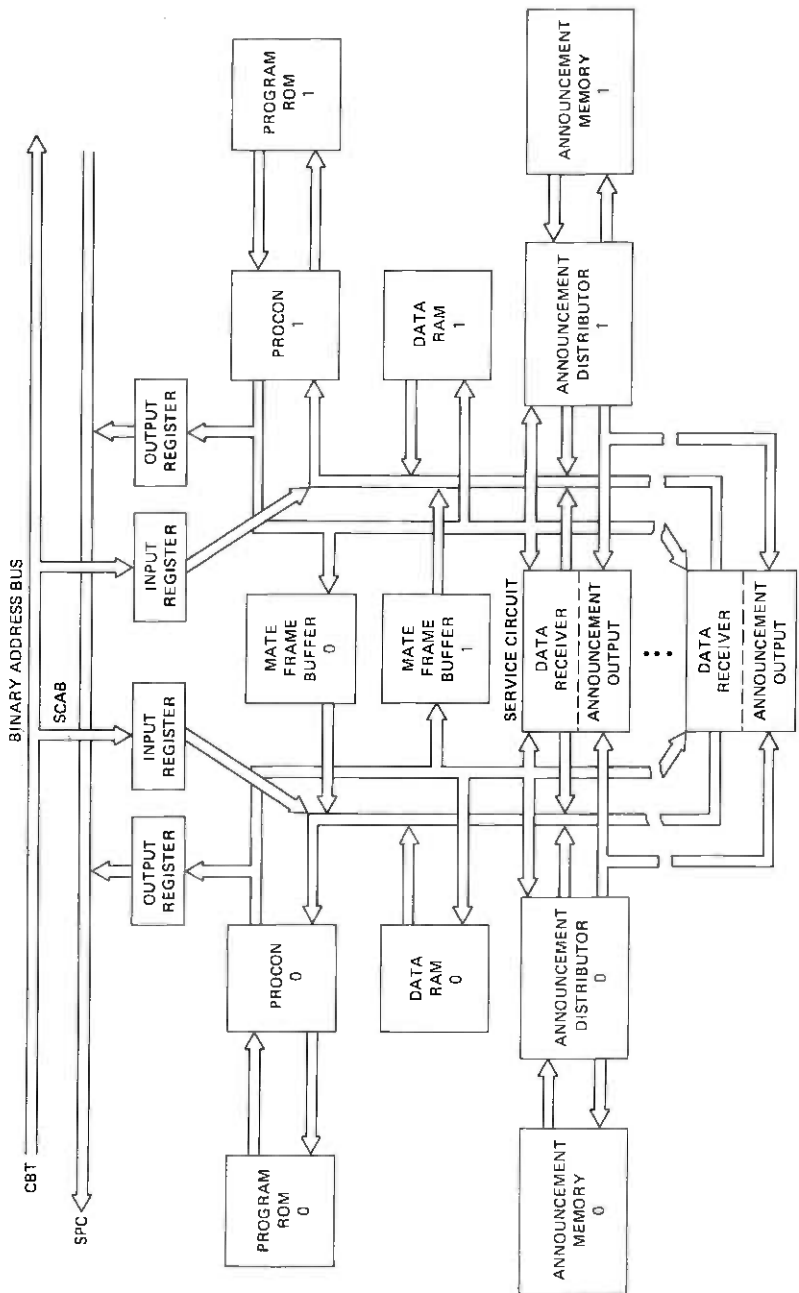 BINARY ADDRESS BUS
CBT
SCAB
SPC
OUTPUT
REGISTER
INPUT
REGISTER
INPUT
REGISTER
OUTPUT
REGISTER
PROGRAM
ROM
0
PROCON
0
PROCON
1
PROGRAM
ROM
1
MATE
FRAME
BUFFER
0
DATA
RAM
0
MATE
FRAME
BUFFER
1
DATA
RAM
1
SERVICE CIRCUIT
ANNOUNCEMENT
MEMORY
0
ANNOUNCEMENT
DISTRIBUTOR
0
DATA
RECEIVER
ANNOUNCEMENT
OUTPUT
ANNOUNCEMENT
DISTRIBUTOR
1
ANNOUNCEMENT
MEMORY
1
DATA
RECEIVER
ANNOUNCEMENT
OUTPUT